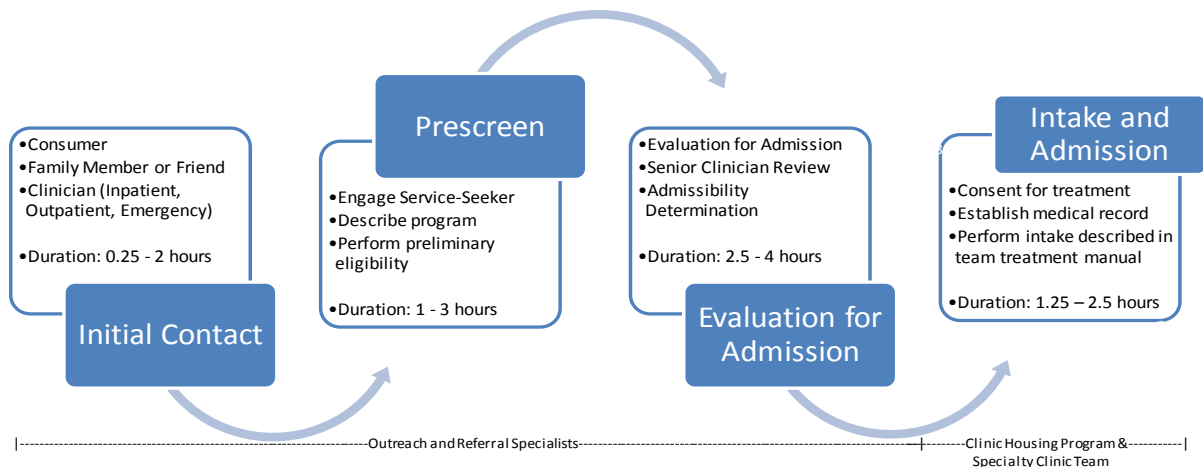 •Consumer
•Family Member or Friend
•Clinician (Inpatient,
Outpatient, Emergency)
•Duration: 0.25 - 2 hours
Initial Contact
Prescreen
•Engage Service-Seeker
•Describe program
•Perform preliminary
eligibility
•Duration: 1 - 3 hours
•Evaluation for Admission
•Senior Clinician Review
•Admissibility
Determination
•Duration: 2.5 - 4 hours
Evaluation for
Admission
Intake and
Admission
•Consent for treatment
•Establish medical record
•Perform intake described in
team treatment manual
•Duration: 1.25 – 2.5 hours
|------Outreach and Referral Specialists------|
------Clinic Housing Program &------|
Specialty Clinic Team